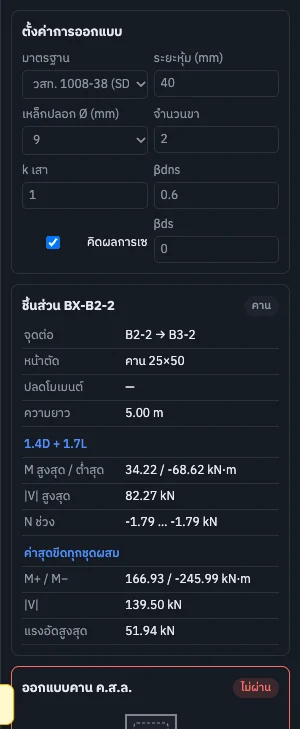 ตั้งค่าการออกแบบ
มาตรฐาน ระยะหุ้ม (mm)
วสท. 1008-38 (SD 40
เหล็กปลอก Ø (mm) จำนวนขา
9 2
k เสา βdns
1 0.6
βds
คิดผลการเซ 0
ชิ้นส่วน BX-B2-2 คาน
จุดต่อ B2-2 → B3-2
หน้าตัด คาน 25×50
ปลดโมเมนต์ —
ความยาว 5.00 m
1.4D + 1.7L
M สูงสุด / ต่ำสุด 34.22 / -68.62 kN·m
|V| สูงสุด 82.27 kN
N ช่วง -1.79 … -1.79 kN
ค่าสุดขีดทุกชุดผสม
M+ / M− 166.93 / -245.99 kN·m
|V| 139.50 kN
แรงอัดสูงสุด 51.94 kN
ออกแบบคาน ค.ส.ล. ไม่ผ่าน